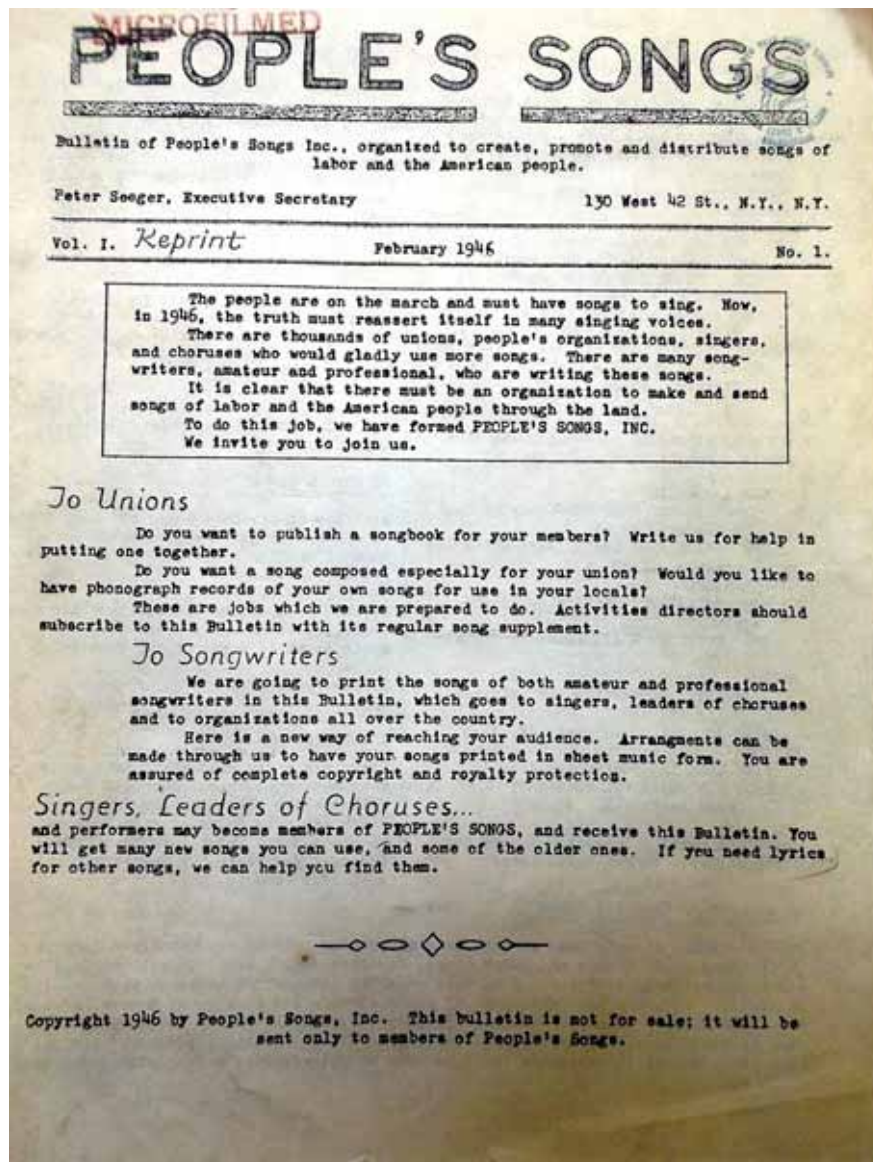 MICROFILMED
PEOPLE'S SONGS
Bulletin of People's Songs Inc., organized to create, promote and distribute songs of
labor and the American people.
Peter Seeger, Executive Secretary 130 West 42 St., N.Y., N.Y.
Vol. I. Reprint February 1946 No. 1.
The people are on the march and must have songs to sing. Now,
in 1946, the truth must reassert itself in many singing voices.
There are thousands of unions, people's organizations, singers,
and choruses who would gladly use more songs. There are many song-
writers, amateur and professional, who are writing these songs.
It is clear that there must be an organization to make and send
songs of labor and the American people through the land.
To do this job, we have formed PEOPLE'S SONGS, INC.
We invite you to join us.
To Unions
Do you want to publish a songbook for your members? Write us for help in
putting one together.
Do you want a song composed especially for your union? Would you like to
have phonograph records of your own songs for use in your locals?
These are jobs which we are prepared to do. Activities directors should
subscribe to this Bulletin with its regular song supplement.
To Songwriters
We are going to print the songs of both amateur and professional
songwriters in this Bulletin, which goes to singers, leaders of choruses
and to organizations all over the country.
Here is a new way of reaching your audience. Arrangments can be
made through us to have your songs printed in sheet music form. You are
assured of complete copyright and royalty protection.
Singers, Leaders of Choruses...
and performers may become members of PEOPLE'S SONGS, and receive this Bulletin. You
will get many new songs you can use, and some of the older ones. If you need lyrics
for other songs, we can help you find them.
Copyright 1946 by People's Songs, Inc. This bulletin is not for sale; it will be
sent only to members of People's Songs.